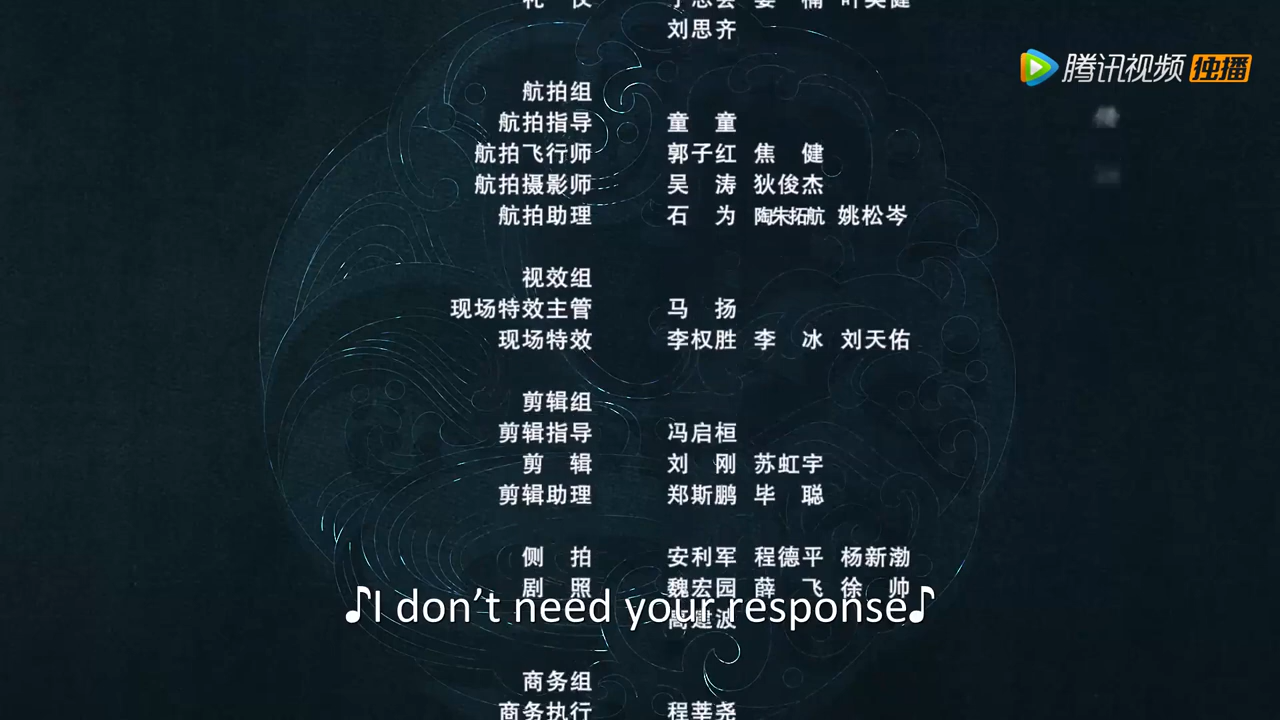 刘思齐
腾讯视频 独播
航拍组
航拍指导 童 童
航拍飞行师 郭子红 焦 健
航拍摄影师 吴 涛 狄俊杰
航拍助理 石 为 陶朱拓航 姚松岑
视效组
现场特效主管 马 扬
现场特效 李权胜 李 冰 刘天佑
剪辑组
剪辑指导 冯启桓
剪 辑 刘 刚 苏虹宇
剪辑助理 郑斯鹏 毕 聪
侧 拍 安利军 程德平 杨新渤
剧 照 魏宏园 薛 飞 徐 帅
♪I don't need your response♪
商务组
商务执行 程莘尧